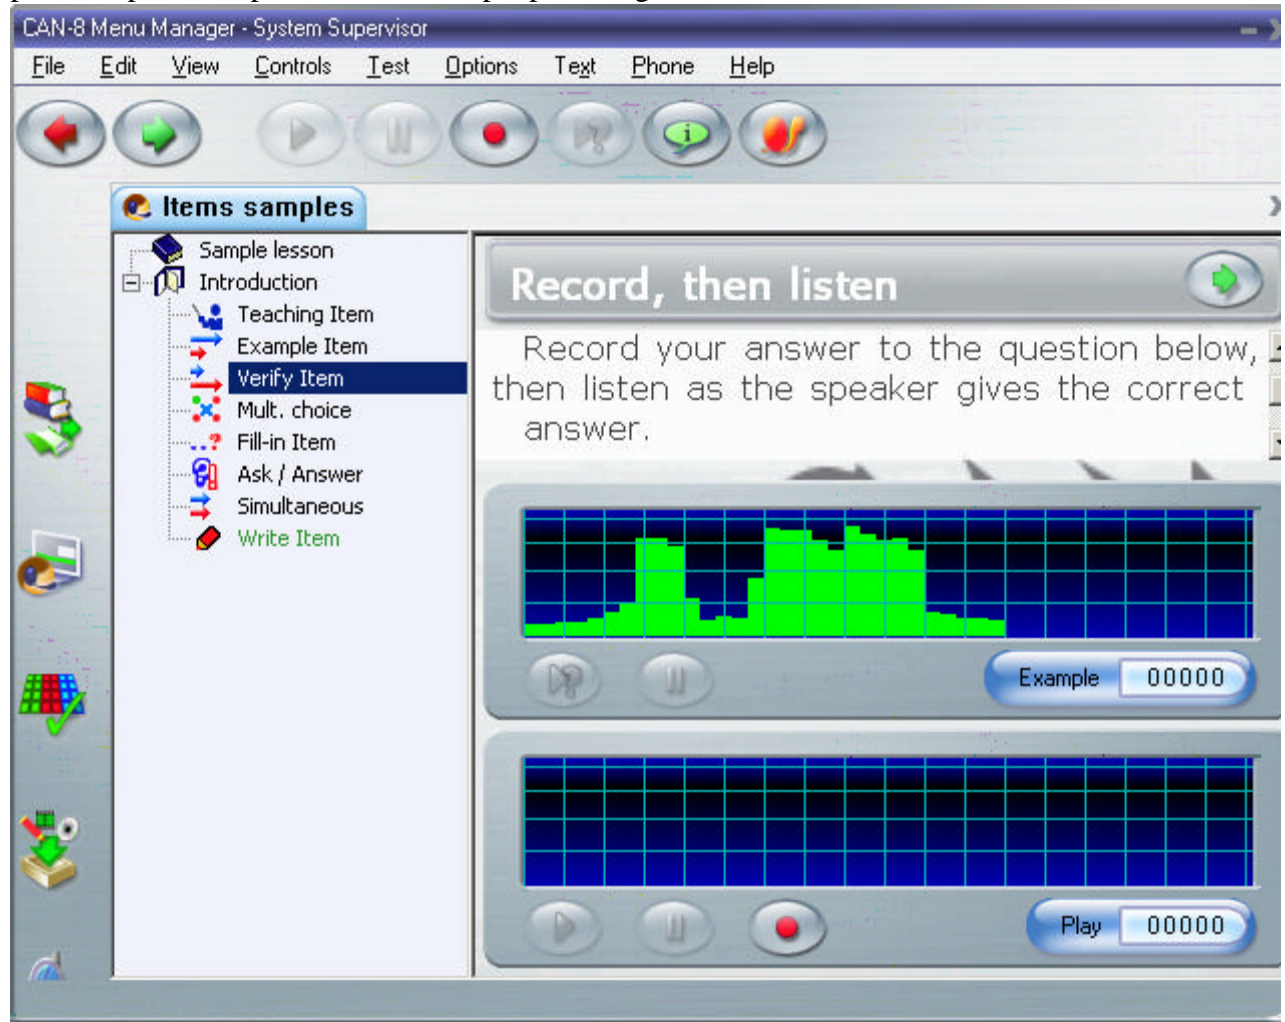 CAN-8 Menu Manager - System Supervisor
File Edit View Controls Test Options Text Phone Help
Items samples
Sample lesson
Introduction
Teaching Item
Example Item
Verify Item
Mult. choice
Fill-in Item
Ask / Answer
Simultaneous
Write Item
Record, then listen
Record your answer to the question below,
then listen as the speaker gives the correct
answer.
Example 00000
Play 00000